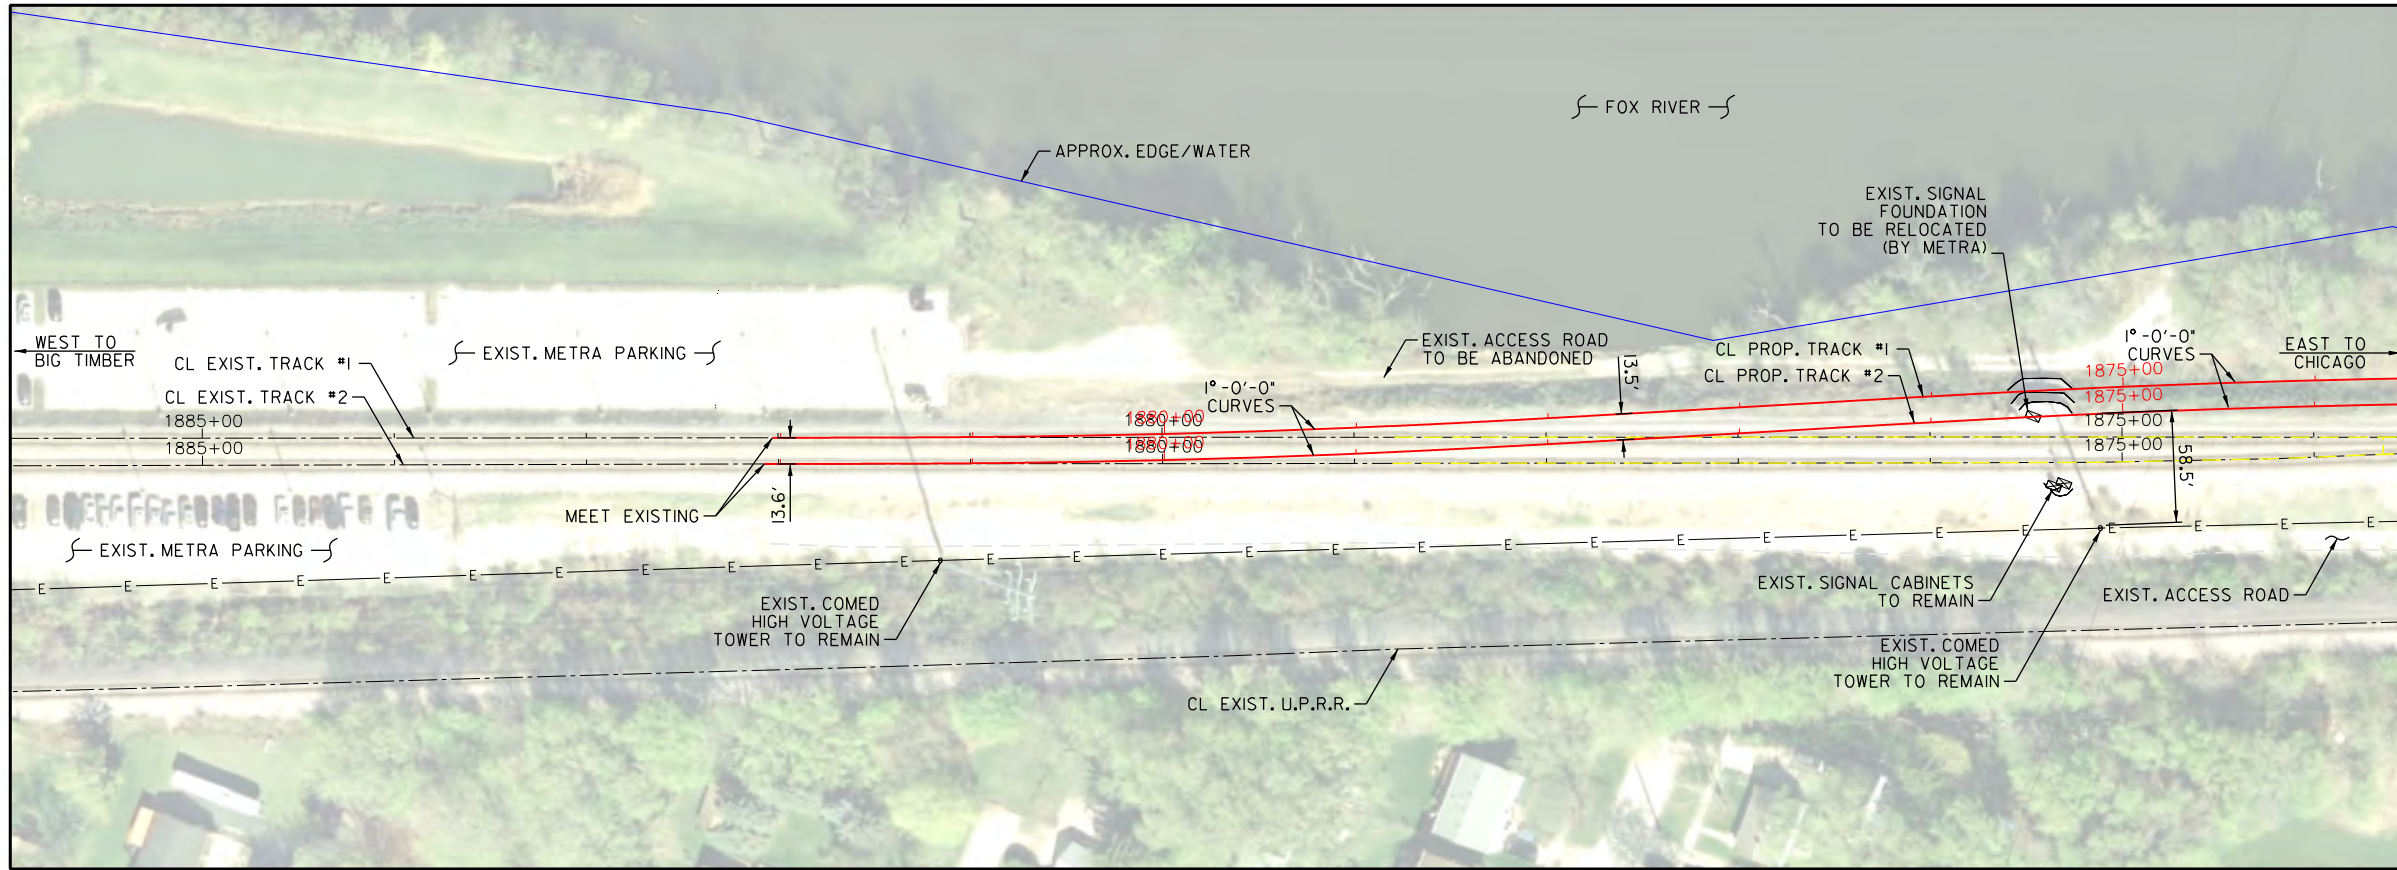 FOX RIVER
APPROX. EDGE/WATER
EXIST. SIGNAL
FOUNDATION
TO BE RELOCATED
(BY METRA)
WEST TO
BIG TIMBER
CL EXIST. TRACK #1
CL EXIST. TRACK #2
EXIST. METRA PARKING
EXIST. ACCESS ROAD
TO BE ABANDONED
13.5'
CL PROP. TRACK #1
CL PROP. TRACK #2
1°-0'-0"
CURVES
EAST TO
CHICAGO
1°-0'-0"
CURVES
1875+00
1875+00
1875+00
1875+00
1885+00
1885+00
1880+00
1880+00
1880+00
1880+00
58.5'
MEET EXISTING
13.6'
EXIST. METRA PARKING
E E E E E E E E E E E E E E E E E E E E E E E E E E E E
EXIST. COMED
HIGH VOLTAGE
TOWER TO REMAIN
EXIST. SIGNAL CABINETS
TO REMAIN
EXIST. ACCESS ROAD
EXIST. COMED
HIGH VOLTAGE
TOWER TO REMAIN
CL EXIST. U.P.R.R.